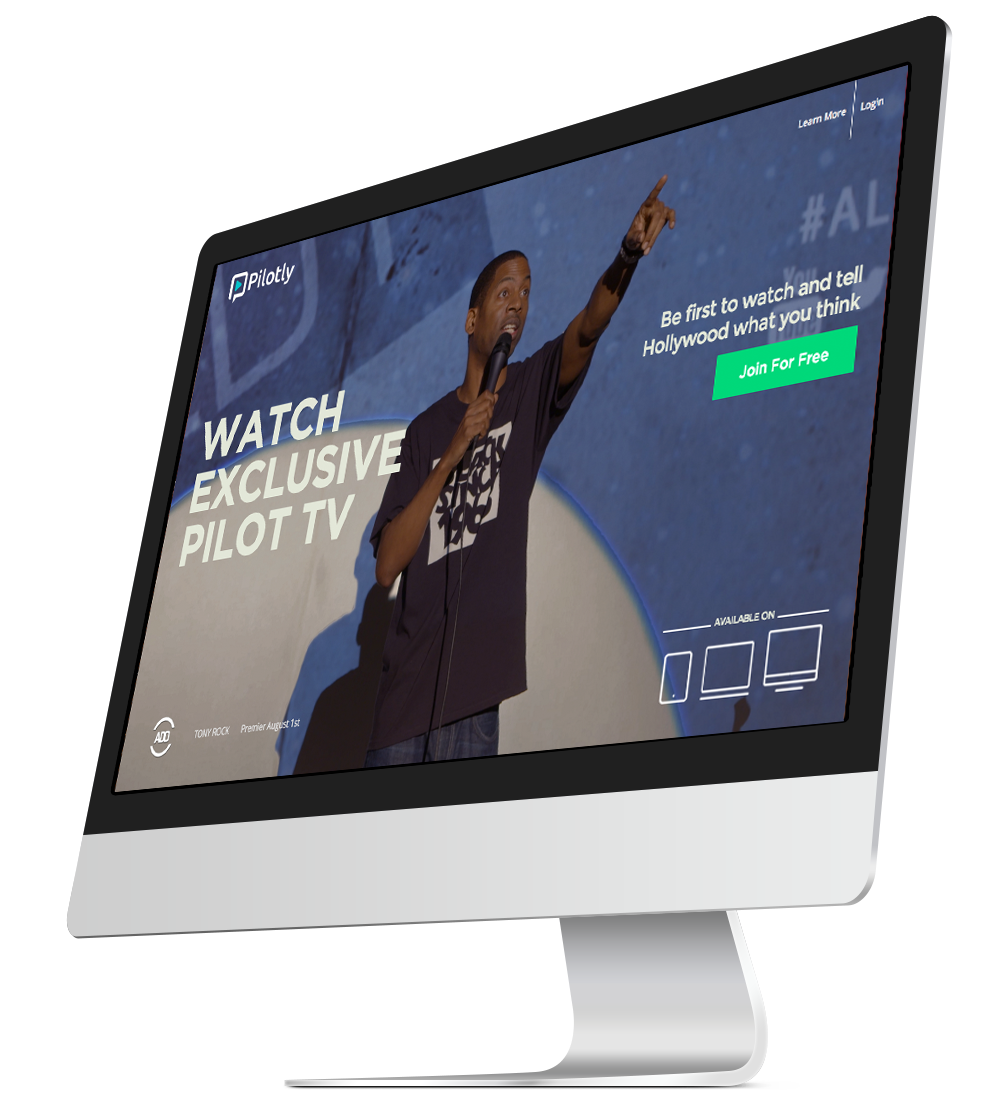 Learn More
Login
Pilotly
#AL
Be first to watch and tell
Hollywood what you think
Join For Free
WATCH
EXCLUSIVE
PILOT TV
AVAILABLE ON
TONY ROCK
Premier August 1st